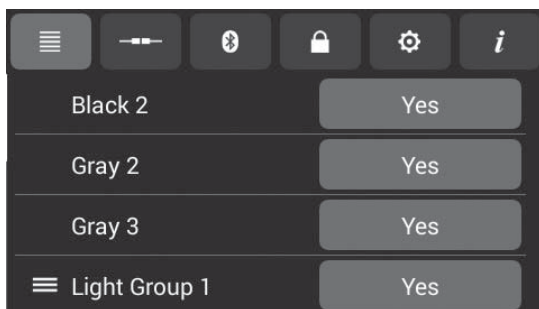 i
Black 2 Yes
Gray 2 Yes
Gray 3 Yes
Light Group 1 Yes